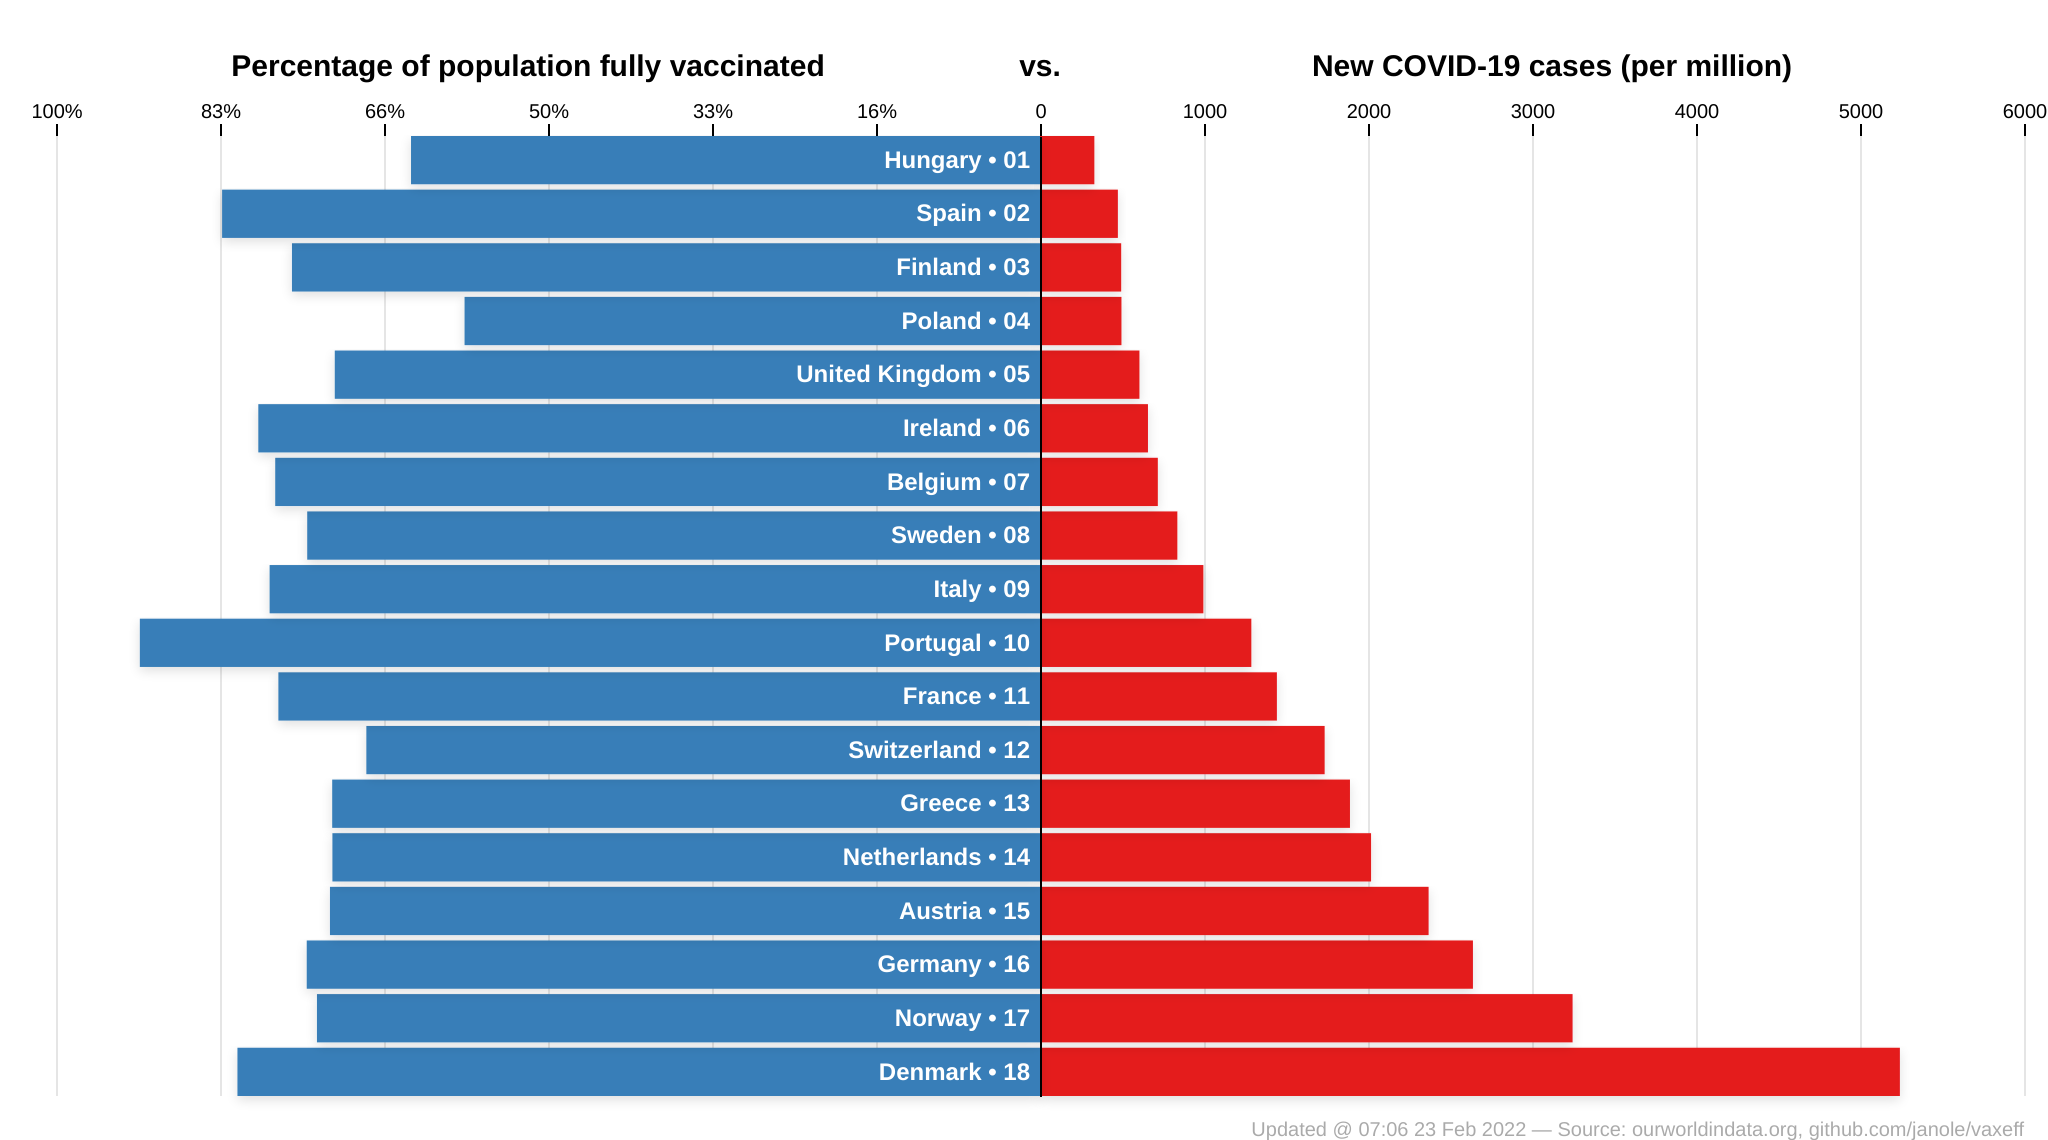 Percentage of population fully vaccinated vs. New COVID-19 cases (per million)
100% 83% 66% 50% 33% 16% 0 1000 2000 3000 4000 5000 6000
Hungary • 01
Spain • 02
Finland • 03
Poland • 04
United Kingdom • 05
Ireland • 06
Belgium • 07
Sweden • 08
Italy • 09
Portugal • 10
France • 11
Switzerland • 12
Greece • 13
Netherlands • 14
Austria • 15
Germany • 16
Norway • 17
Denmark • 18
Updated @ 07:06 23 Feb 2022 — Source: ourworldindata.org, github.com/janole/vaxeff